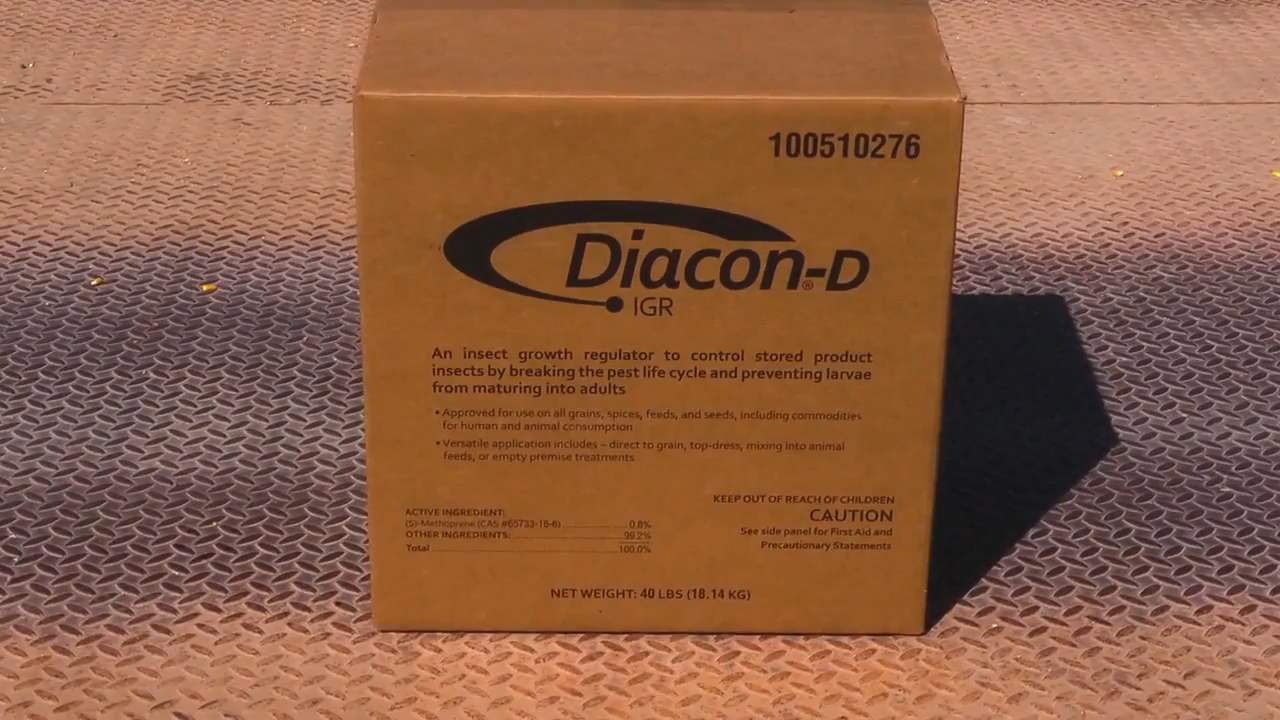 100510276
Diacon®-D
IGR
An insect growth regulator to control stored product
insects by breaking the pest life cycle and preventing larvae
from maturing into adults
• Approved for use on all grains, spices, feeds, and seeds, including commodities
for human and animal consumption
• Versatile application includes – direct to grain, top-dress, mixing into animal
feeds, or empty premise treatments
KEEP OUT OF REACH OF CHILDREN
CAUTION
See side panel for First Aid and
Precautionary Statements
ACTIVE INGREDIENT:
(S)-Methoprene (CAS #65733-16-6) 0.8%
OTHER INGREDIENTS: 99.2%
Total 100.0%
NET WEIGHT: 40 LBS (18.14 KG)